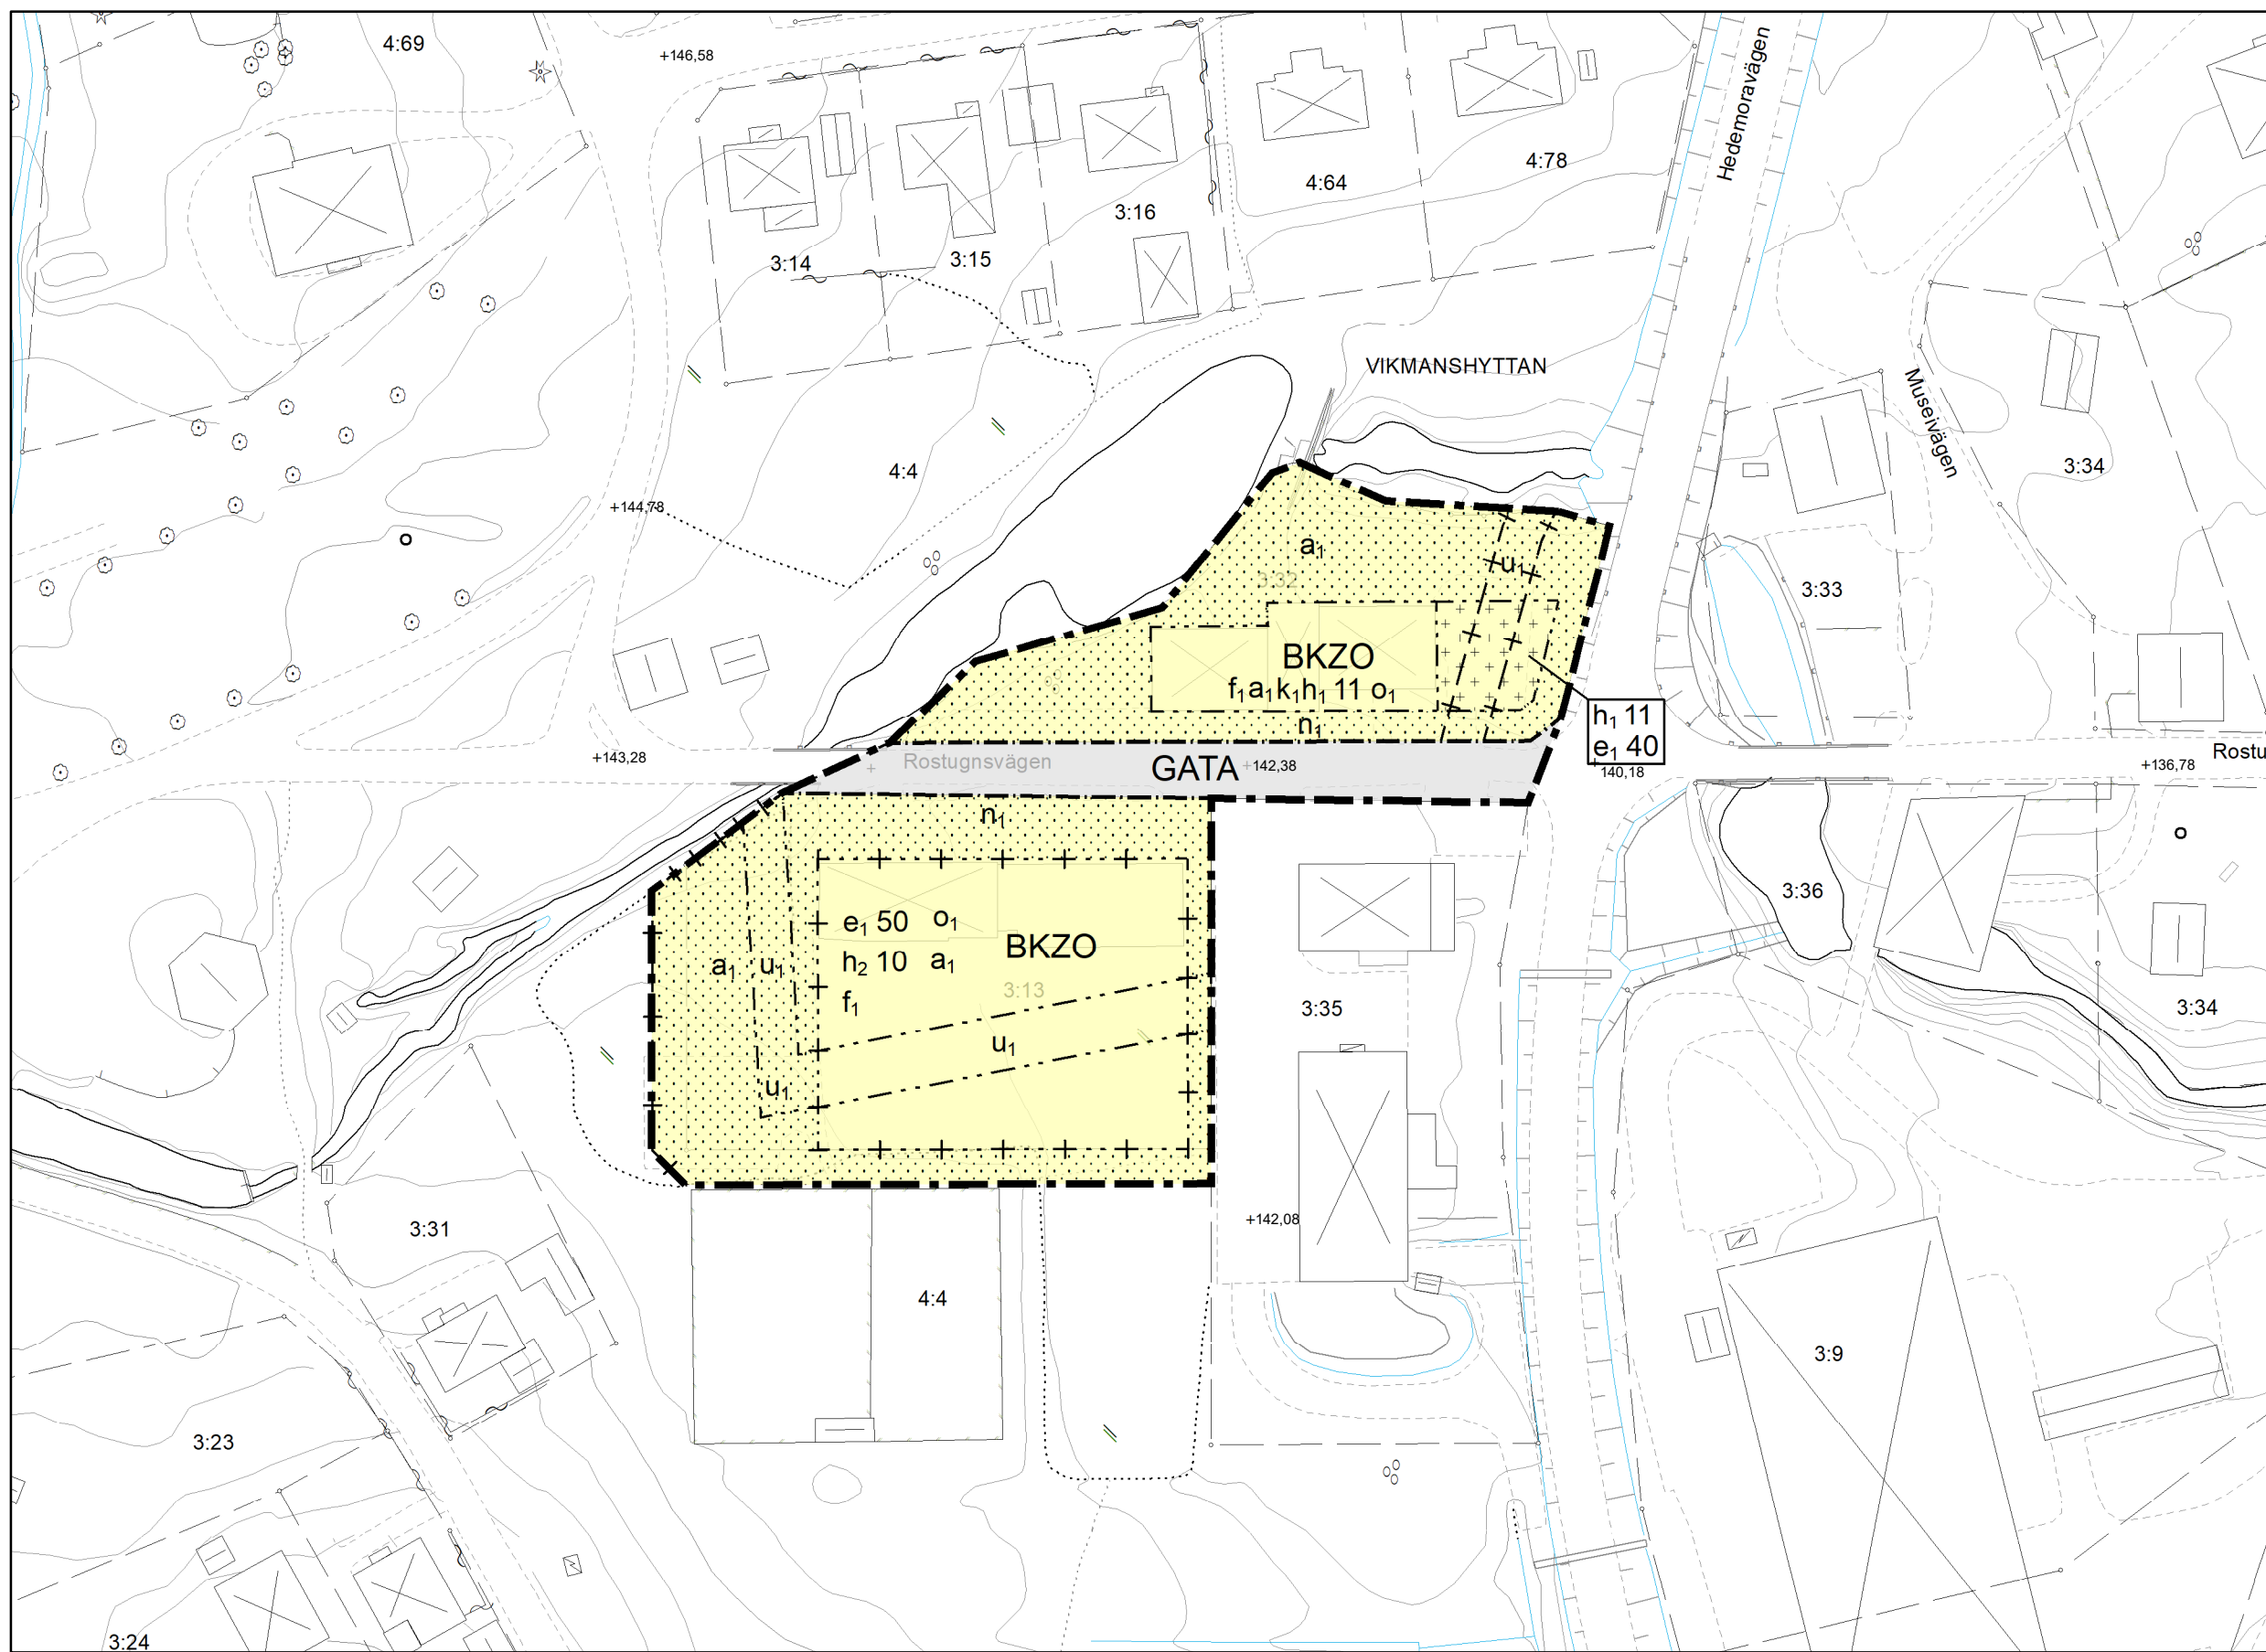 4:69
+146,58
Hedemoravägen
4:78
4:64
3:16
3:15
3:14
VIKMANSHYTTAN
Museivägen
3:34
4:4
+144,78
a₁
u₁
3:32
3:33
BKZO
f₁a₁k₁h₁ 11 o₁
n₁
h₁ 11
e₁ 40
+143,28
Rostugnsvägen
GATA
+142,38
+140,18
+136,78
Rostu
n₁
3:36
e₁ 50 o₁
BKZO
h₂ 10 a₁
a₁
u₁
f₁
3:13
3:35
3:34
u₁
u₁
+142,08
3:31
4:4
3:9
3:23
3:24